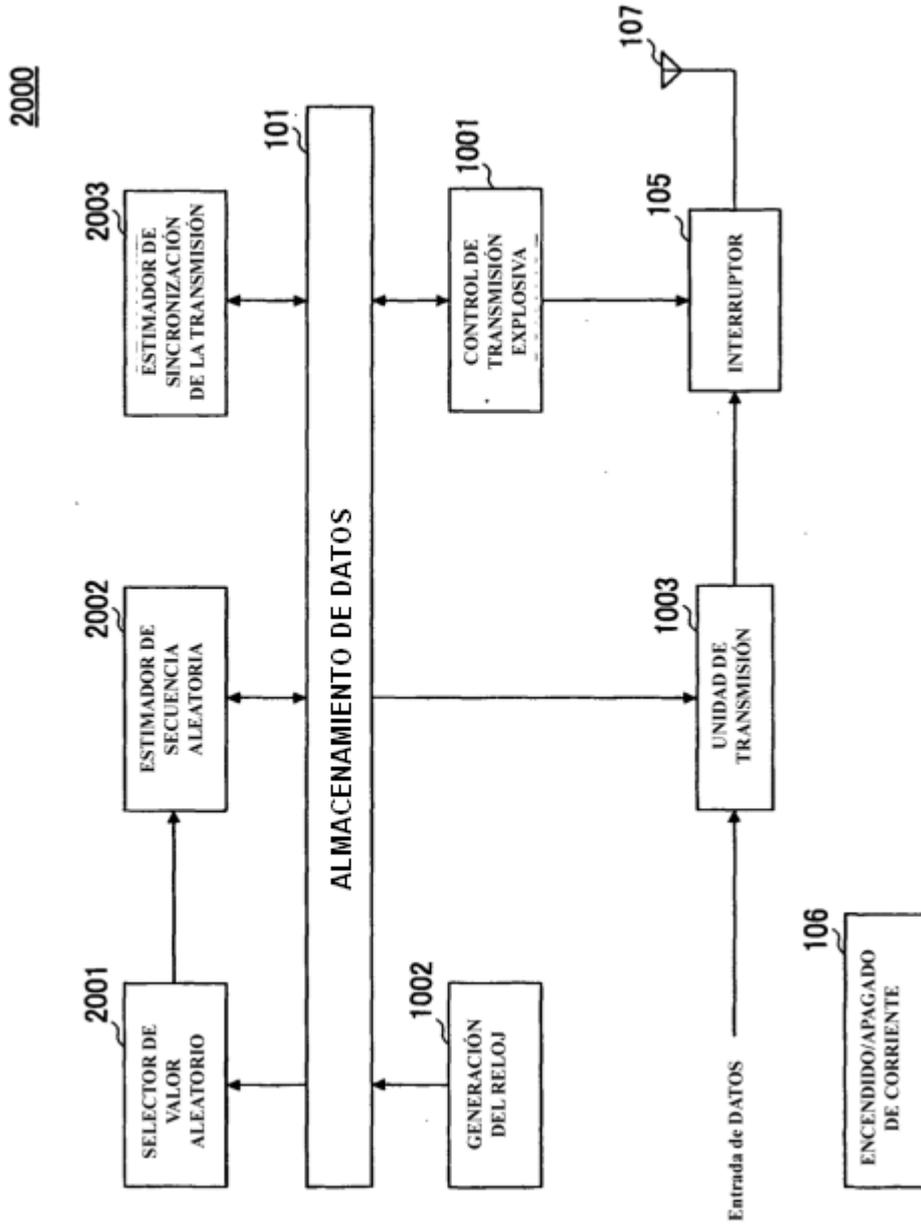 2000
2001
SELECTOR DE
VALOR
ALEATORIO
2002
ESTIMADOR DE
SECUENCIA
ALEATORIA
2003
ESTIMADOR DE
SINCRONIZACIÓN
DE LA TRANSMISIÓN
101
ALMACENAMIENTO DE DATOS
1002
GENERACIÓN
DEL RELOJ
1001
CONTROL DE
TRANSMISIÓN
EXPLOSIVA
107
Entrada de DATOS
1003
UNIDAD DE
TRANSMISIÓN
105
INTERRUPTOR
106
ENCENDIDO/APAGADO
DE CORRIENTE